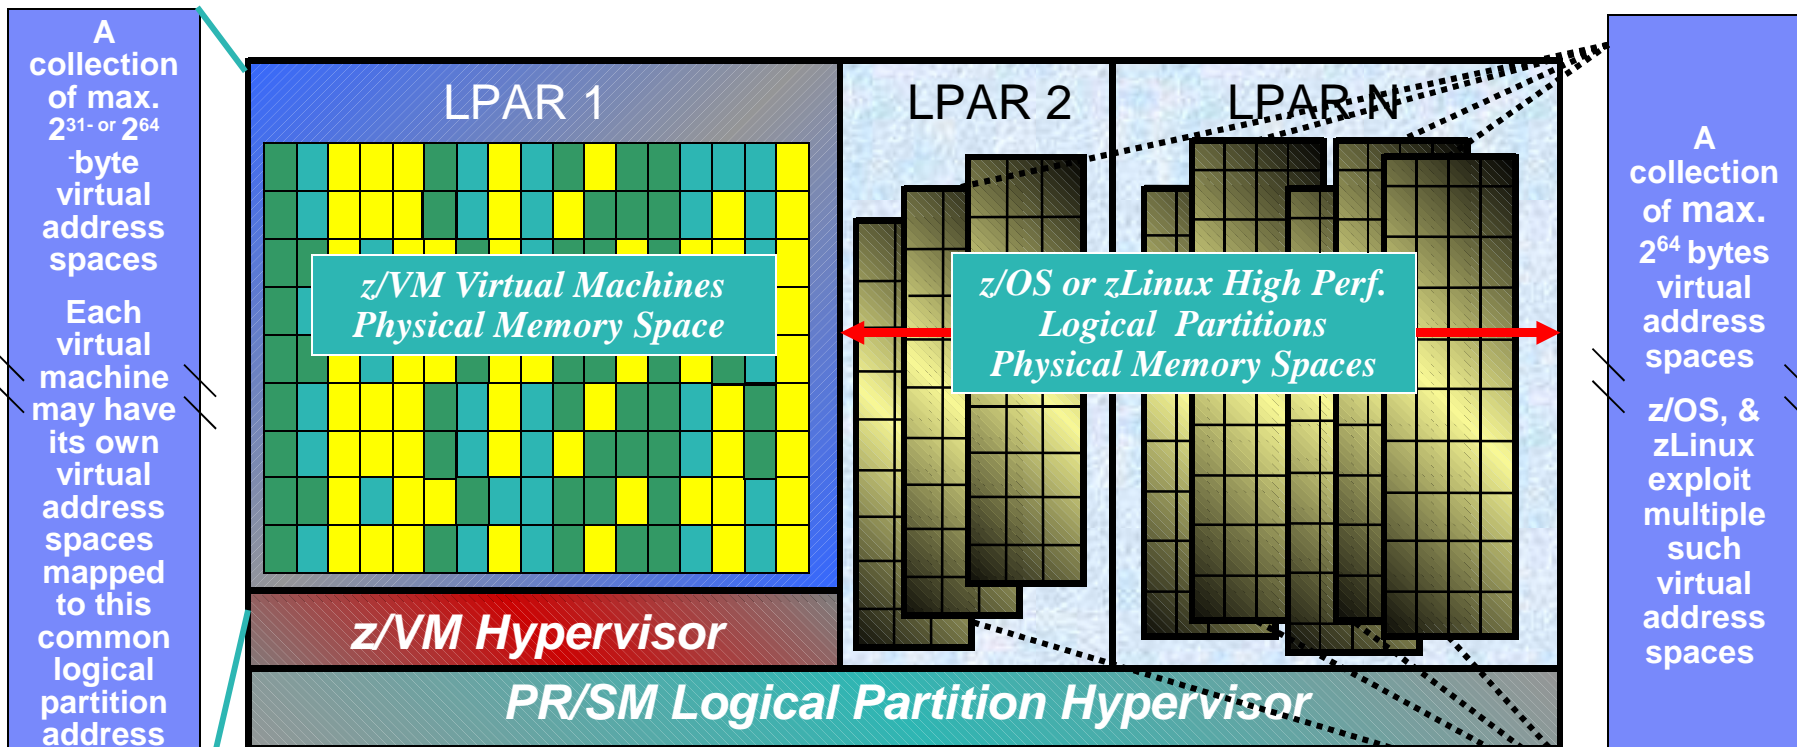 A
collection
of max.
2³¹⁻ ᵒʳ 2⁶⁴
-byte
virtual
address
spaces
Each
virtual
machine
may have
its own
virtual
address
spaces
mapped
to this
common
logical
partition
address
LPAR 1
z/VM Virtual Machines
Physical Memory Space
z/VM Hypervisor
LPAR 2
LPAR N
z/OS or zLinux High Perf.
Logical Partitions
Physical Memory Spaces
PR/SM Logical Partition Hypervisor
A
collection
of max.
2⁶⁴ bytes
virtual
address
spaces
z/OS, &
zLinux
exploit
multiple
such
virtual
address
spaces